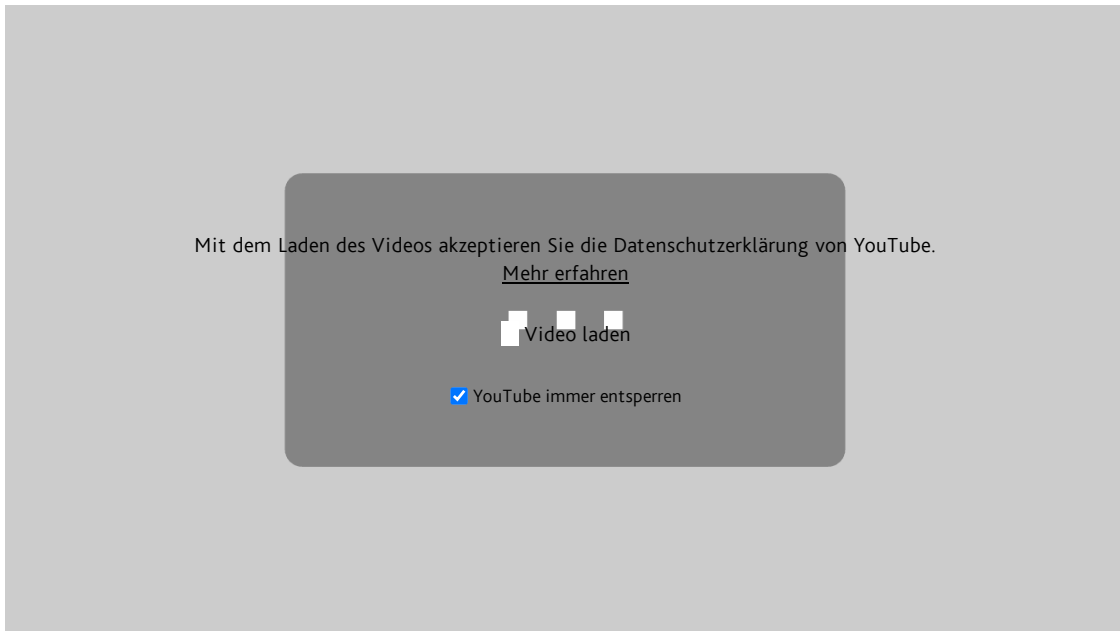 Mit dem Laden des Videos akzeptieren Sie die Datenschutzerklärung von YouTube.
Mehr erfahren
Video laden
YouTube immer entsperren